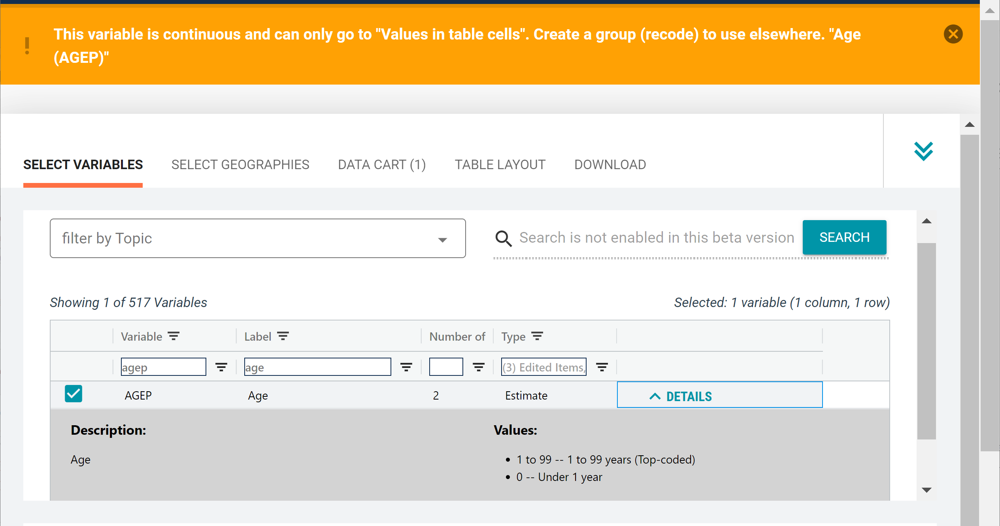 This variable is continuous and can only go to "Values in table cells". Create a group (recode) to use elsewhere. "Age
(AGEP)"
SELECT VARIABLES SELECT GEOGRAPHIES DATA CART (1) TABLE LAYOUT DOWNLOAD
filter by Topic Search is not enabled in this beta version SEARCH
Showing 1 of 517 Variables Selected: 1 variable (1 column, 1 row)
Variable Label Number of Type
agep age (3) Edited Items,
AGEP Age 2 Estimate DETAILS
Description: Values:
Age • 1 to 99 -- 1 to 99 years (Top-coded)
• 0 -- Under 1 year